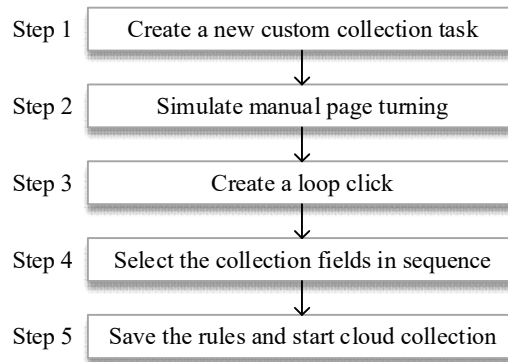 Step 1 Create a new custom collection task
Step 2 Simulate manual page turning
Step 3 Create a loop click
Step 4 Select the collection fields in sequence
Step 5 Save the rules and start cloud collection